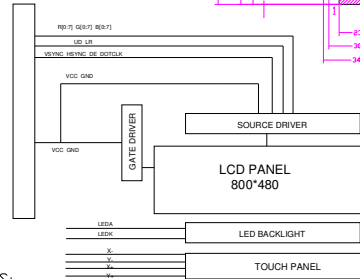 R[0:7] G[0:7] B[0:7]
UD LR
VSYNC HSYNC DE DOTCLK
VCC GND
VCC GND
GATE DRIVER
SOURCE DRIVER
LCD PANEL
800*480
LEDA
LEDK
LED BACKLIGHT
X-
Y-
X+
Y+
TOUCH PANEL
1